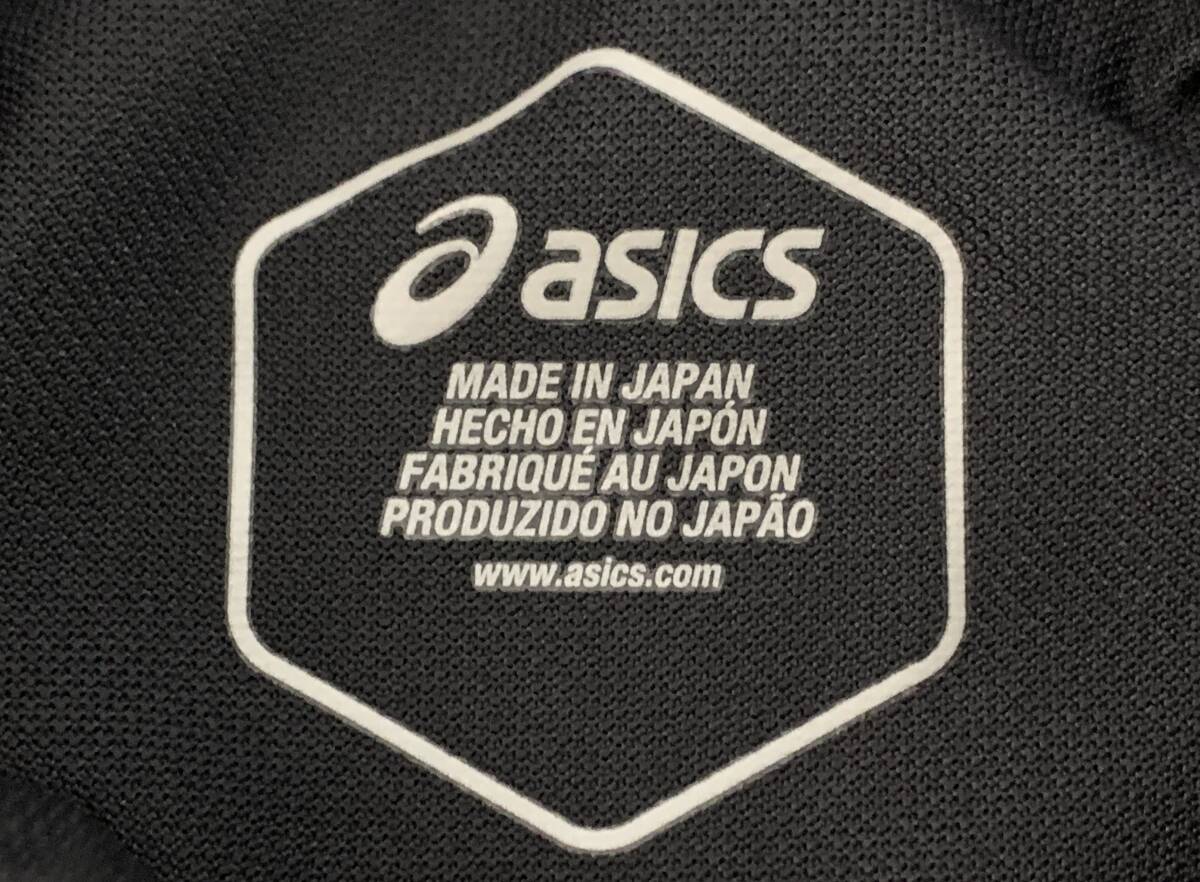 asics
MADE IN JAPAN
HECHO EN JAPÓN
FABRIQUÉ AU JAPON
PRODUZIDO NO JAPÃO
www.asics.com